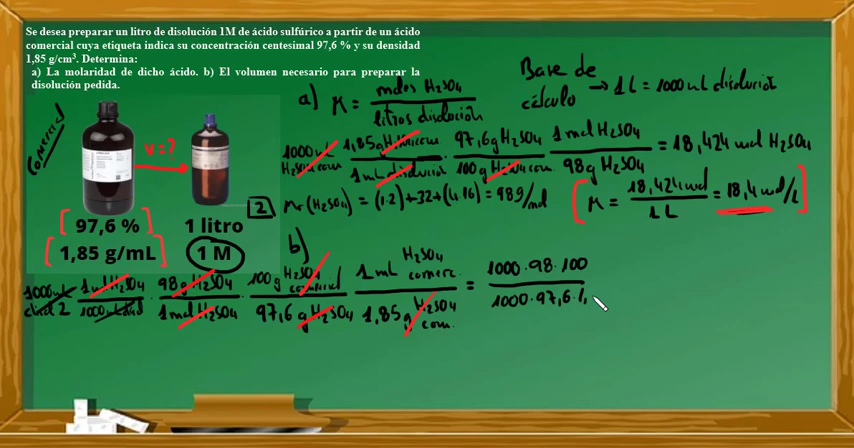 Se desea preparar un litro de disolución 1M de ácido sulfúrico a partir de un ácido
comercial cuya etiqueta indica su concentración centesimal 97,6 % y su densidad
1,85 g/cm³. Determina:
a) La molaridad de dicho ácido. b) El volumen necesario para preparar la
disolución pedida.
Comercial
V=?
97,6 %
1,85 g/mL
1 litro
1 M
2
a) M = moles H₂SO₄ / litros disolución
Base de cálculo → 1L = 1000 mL disolución
1000 mL H₂SO₄ com · 1,85 g H₂SO₄ com. / 1 mL disolución · 97,6 g H₂SO₄ / 100 g H₂SO₄ com · 1 mol H₂SO₄ / 98 g H₂SO₄ = 18,424 mol H₂SO₄
Mr (H₂SO₄) = (1·2)+32+(4·16) = 98 g/mol
M = 18,424 mol / 1 L = 18,4 mol/L
b)
1000 mL disol 2 · 1 mol H₂SO₄ / 1000 mL disol · 98 g H₂SO₄ / 1 mol H₂SO₄ · 100 g H₂SO₄ comercial / 97,6 g H₂SO₄ · 1 mL H₂SO₄ comerc. / 1,85 g H₂SO₄ com. = 1000·98·100 / 1000·97,6·1,